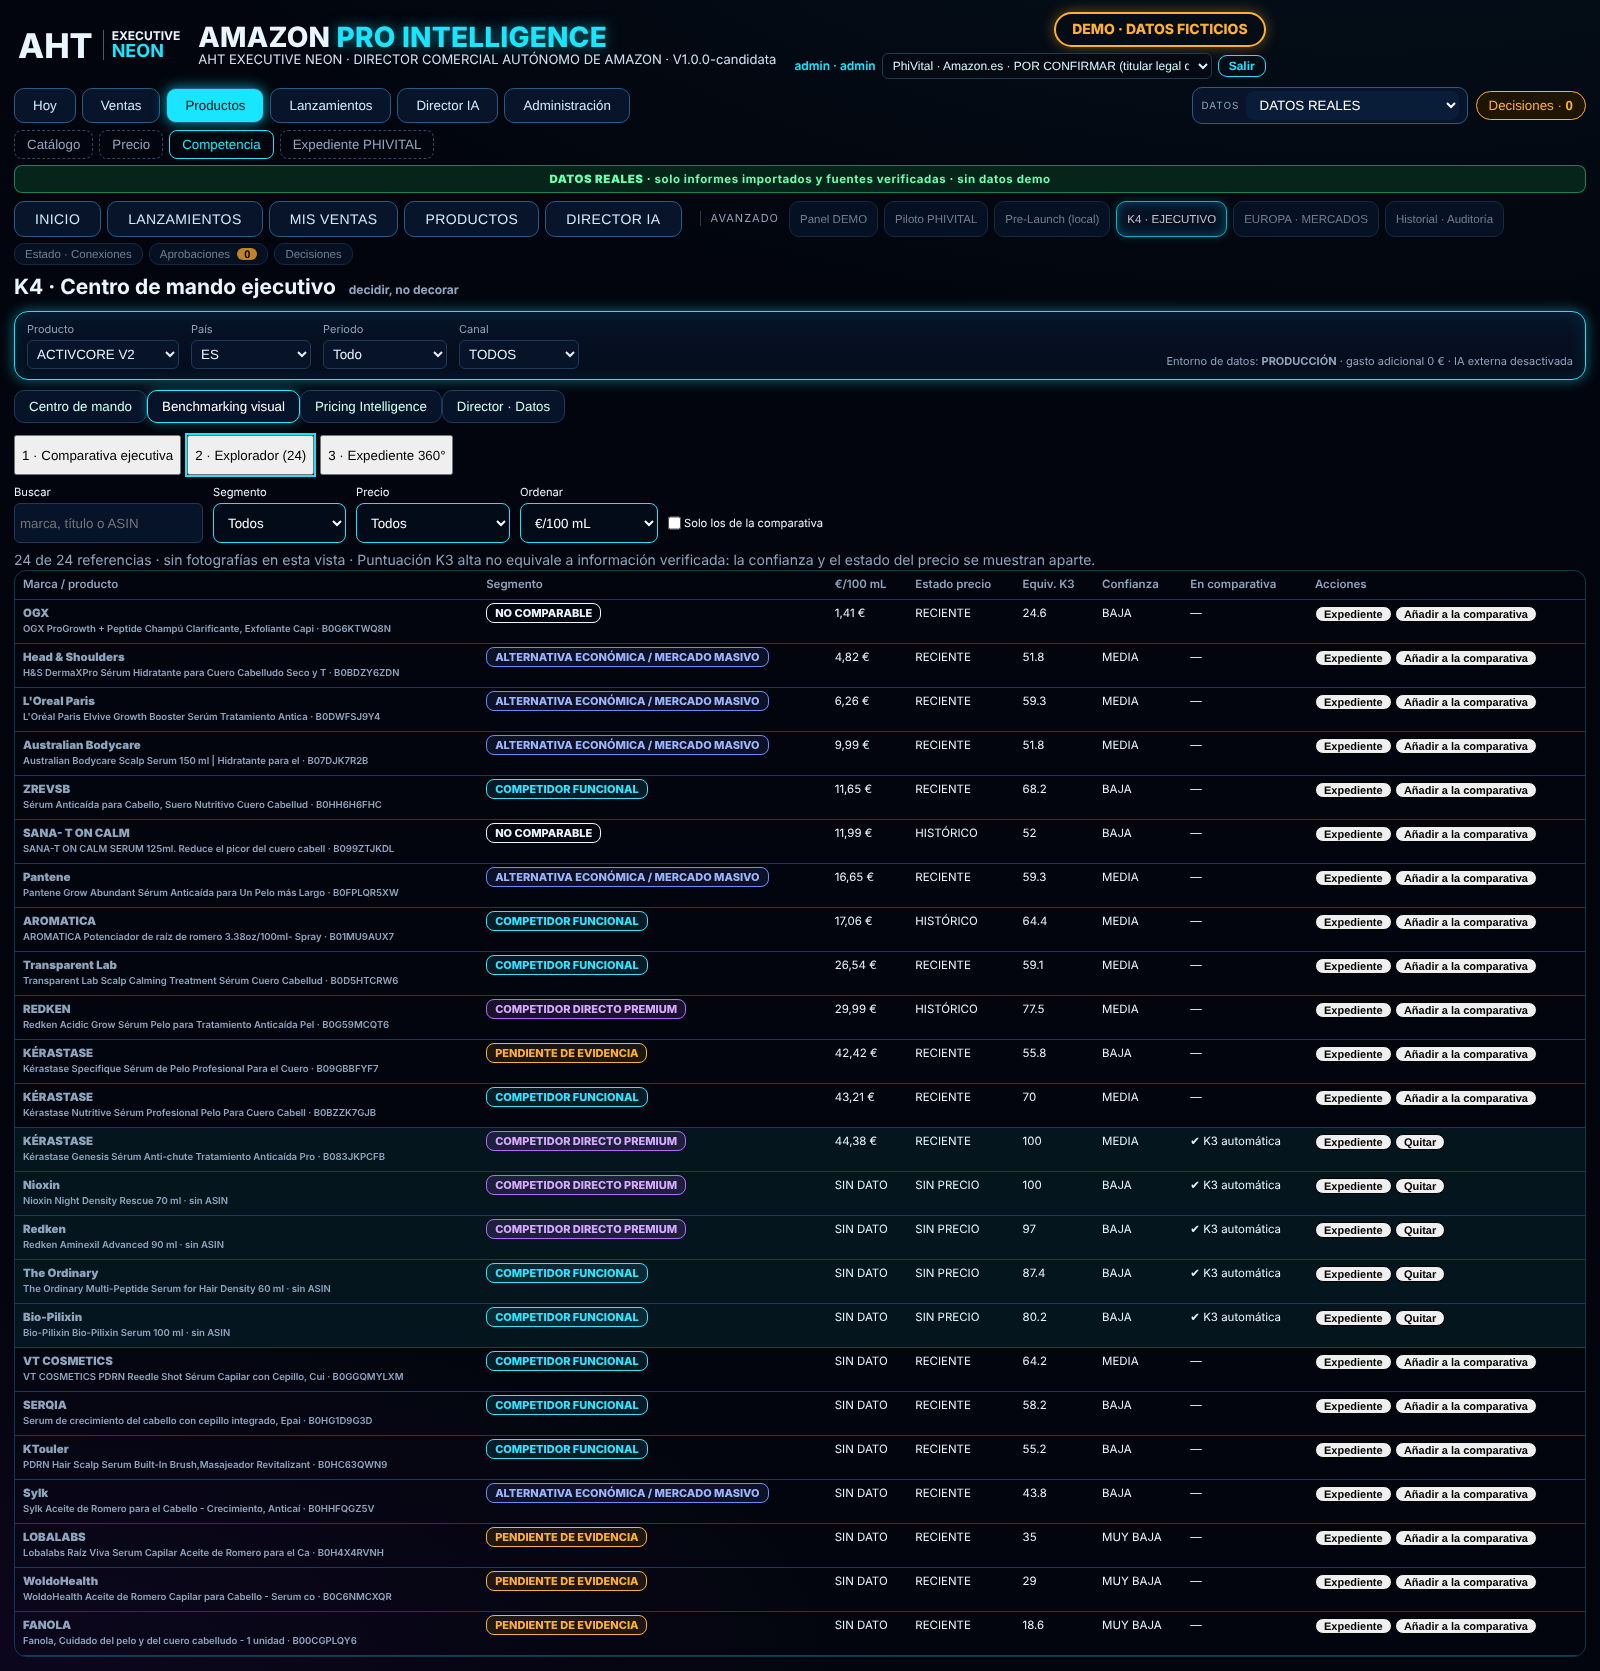 AHT EXECUTIVE NEON
AMAZON PRO INTELLIGENCE
AHT EXECUTIVE NEON · DIRECTOR COMERCIAL AUTÓNOMO DE AMAZON · V1.0.0-candidata
DEMO · DATOS FICTICIOS
admin · admin
PhiVital · Amazon.es · POR CONFIRMAR (titular legal c
Salir
Hoy
Ventas
Productos
Lanzamientos
Director IA
Administración
DATOS
DATOS REALES
Decisiones · 0
Catálogo
Precio
Competencia
Expediente PHIVITAL
DATOS REALES · solo informes importados y fuentes verificadas · sin datos demo
INICIO
LANZAMIENTOS
MIS VENTAS
PRODUCTOS
DIRECTOR IA
AVANZADO
Panel DEMO
Piloto PHIVITAL
Pre-Launch (local)
K4 · EJECUTIVO
EUROPA · MERCADOS
Historial · Auditoría
Estado · Conexiones
Aprobaciones 0
Decisiones
K4 · Centro de mando ejecutivo decidir, no decorar
Producto
País
Periodo
Canal
ACTIVCORE V2
ES
Todo
TODOS
Entorno de datos: PRODUCCIÓN · gasto adicional 0 € · IA externa desactivada
Centro de mando
Benchmarking visual
Pricing Intelligence
Director · Datos
1 · Comparativa ejecutiva
2 · Explorador (24)
3 · Expediente 360°
Buscar
Segmento
Precio
Ordenar
marca, título o ASIN
Todos
Todos
€/100 mL
Solo los de la comparativa
24 de 24 referencias · sin fotografías en esta vista · Puntuación K3 alta no equivale a información verificada: la confianza y el estado del precio se muestran aparte.
Marca / producto Segmento €/100 mL Estado precio Equiv. K3 Confianza En comparativa Acciones
OGX NO COMPARABLE 1,41 € RECIENTE 24.6 BAJA — Expediente Añadir a la comparativa
OGX ProGrowth + Peptide Champú Clarificante, Exfoliante Capi · B0G6KTWQ8N
Head & Shoulders ALTERNATIVA ECONÓMICA / MERCADO MASIVO 4,82 € RECIENTE 51.8 MEDIA — Expediente Añadir a la comparativa
H&S DermaXPro Sérum Hidratante para Cuero Cabelludo Seco y T · B0BDZY6ZDN
L'Oreal Paris ALTERNATIVA ECONÓMICA / MERCADO MASIVO 6,26 € RECIENTE 59.3 MEDIA — Expediente Añadir a la comparativa
L'Oréal Paris Elvive Growth Booster Serúm Tratamiento Antica · B0DWFSJ9Y4
Australian Bodycare ALTERNATIVA ECONÓMICA / MERCADO MASIVO 9,99 € RECIENTE 51.8 MEDIA — Expediente Añadir a la comparativa
Australian Bodycare Scalp Serum 150 ml | Hidratante para el · B07DJK7R2B
ZREVSB COMPETIDOR FUNCIONAL 11,65 € RECIENTE 68.2 BAJA — Expediente Añadir a la comparativa
Sérum Anticaída para Cabello, Suero Nutritivo Cuero Cabellud · B0HH6H6FHC
SANA- T ON CALM NO COMPARABLE 11,99 € HISTÓRICO 52 BAJA — Expediente Añadir a la comparativa
SANA-T ON CALM SERUM 125ml. Reduce el picor del cuero cabell · B099ZTJKDL
Pantene ALTERNATIVA ECONÓMICA / MERCADO MASIVO 16,65 € RECIENTE 59.3 MEDIA — Expediente Añadir a la comparativa
Pantene Grow Abundant Sérum Anticaída para Un Pelo más Largo · B0FPLQR5XW
AROMATICA COMPETIDOR FUNCIONAL 17,06 € HISTÓRICO 64.4 MEDIA — Expediente Añadir a la comparativa
AROMATICA Potenciador de raíz de romero 3.38oz/100ml- Spray · B01MU9AUX7
Transparent Lab COMPETIDOR FUNCIONAL 26,54 € RECIENTE 59.1 MEDIA — Expediente Añadir a la comparativa
Transparent Lab Scalp Calming Treatment Sérum Cuero Cabellud · B0D5HTCRW6
REDKEN COMPETIDOR DIRECTO PREMIUM 29,99 € HISTÓRICO 77.5 MEDIA — Expediente Añadir a la comparativa
Redken Acidic Grow Sérum Pelo para Tratamiento Anticaída Pel · B0G59MCQT6
KÉRASTASE PENDIENTE DE EVIDENCIA 42,42 € RECIENTE 55.8 BAJA — Expediente Añadir a la comparativa
Kérastase Specifique Sérum de Pelo Profesional Para el Cuero · B09GBBFYF7
KÉRASTASE COMPETIDOR FUNCIONAL 43,21 € RECIENTE 70 MEDIA — Expediente Añadir a la comparativa
Kérastase Nutritive Sérum Profesional Pelo Para Cuero Cabell · B0BZZK7GJB
KÉRASTASE COMPETIDOR DIRECTO PREMIUM 44,38 € RECIENTE 100 MEDIA ✔ K3 automática Expediente Quitar
Kérastase Genesis Sérum Anti-chute Tratamiento Anticaída Pro · B083JKPCFB
Nioxin COMPETIDOR DIRECTO PREMIUM SIN DATO SIN PRECIO 100 BAJA ✔ K3 automática Expediente Quitar
Nioxin Night Density Rescue 70 ml · sin ASIN
Redken COMPETIDOR DIRECTO PREMIUM SIN DATO SIN PRECIO 97 BAJA ✔ K3 automática Expediente Quitar
Redken Aminexil Advanced 90 ml · sin ASIN
The Ordinary COMPETIDOR FUNCIONAL SIN DATO SIN PRECIO 87.4 BAJA ✔ K3 automática Expediente Quitar
The Ordinary Multi-Peptide Serum for Hair Density 60 ml · sin ASIN
Bio-Pilixin COMPETIDOR FUNCIONAL SIN DATO SIN PRECIO 80.2 BAJA ✔ K3 automática Expediente Quitar
Bio-Pilixin Bio-Pilixin Serum 100 ml · sin ASIN
VT COSMETICS COMPETIDOR FUNCIONAL SIN DATO RECIENTE 64.2 MEDIA — Expediente Añadir a la comparativa
VT COSMETICS PDRN Reedle Shot Sérum Capilar con Cepillo, Cui · B0GGQMYLXM
SERQIA COMPETIDOR FUNCIONAL SIN DATO RECIENTE 58.2 BAJA — Expediente Añadir a la comparativa
Serum de crecimiento del cabello con cepillo integrado, Epai · B0HG1D9G3D
KTouler COMPETIDOR FUNCIONAL SIN DATO RECIENTE 55.2 BAJA — Expediente Añadir a la comparativa
PDRN Hair Scalp Serum Built-In Brush,Masajeador Revitalizant · B0HC63QWN9
Sylk ALTERNATIVA ECONÓMICA / MERCADO MASIVO SIN DATO RECIENTE 43.8 BAJA — Expediente Añadir a la comparativa
Sylk Aceite de Romero para el Cabello - Crecimiento, Anticaí · B0HHFQGZ5V
LOBALABS PENDIENTE DE EVIDENCIA SIN DATO RECIENTE 35 MUY BAJA — Expediente Añadir a la comparativa
Lobalabs Raíz Viva Serum Capilar Aceite de Romero para el Ca · B0H4X4RVNH
WoldoHealth PENDIENTE DE EVIDENCIA SIN DATO RECIENTE 29 MUY BAJA — Expediente Añadir a la comparativa
WoldoHealth Aceite de Romero Capilar para Cabello - Serum co · B0C6NMCXQR
FANOLA PENDIENTE DE EVIDENCIA SIN DATO RECIENTE 18.6 MUY BAJA — Expediente Añadir a la comparativa
Fanola, Cuidado del pelo y del cuero cabelludo - 1 unidad · B00CGPLQY6